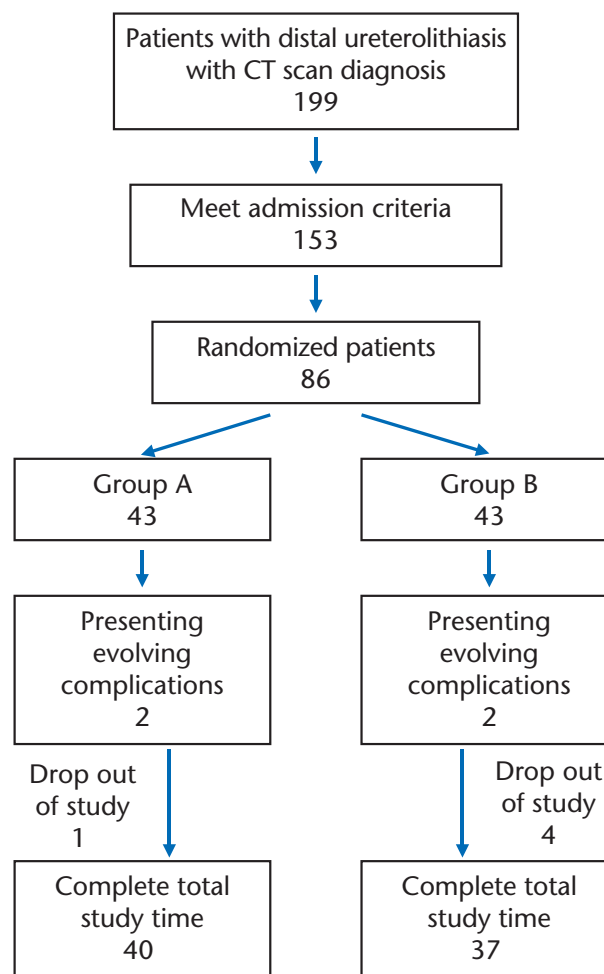 Patients with distal ureterolithiasis
with CT scan diagnosis
199
Meet admission criteria
153
Randomized patients
86
Group A
43
Group B
43
Presenting
evolving
complications
2
Presenting
evolving
complications
2
Drop out
of study
1
Drop out
of study
4
Complete total
study time
40
Complete total
study time
37